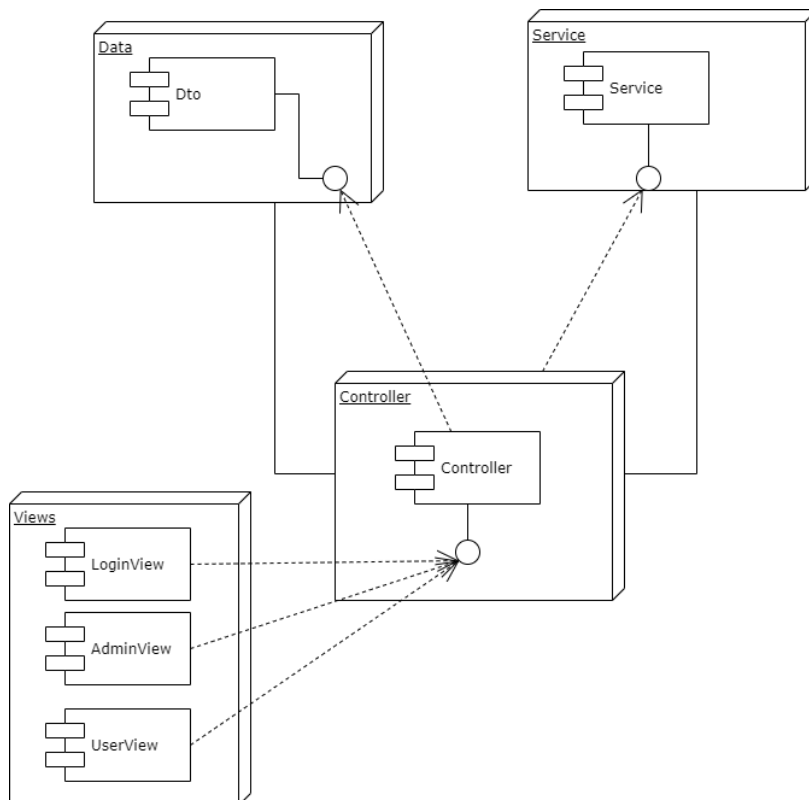 Data
Dto
Service
Service
Controller
Controller
Views
LoginView
AdminView
UserView